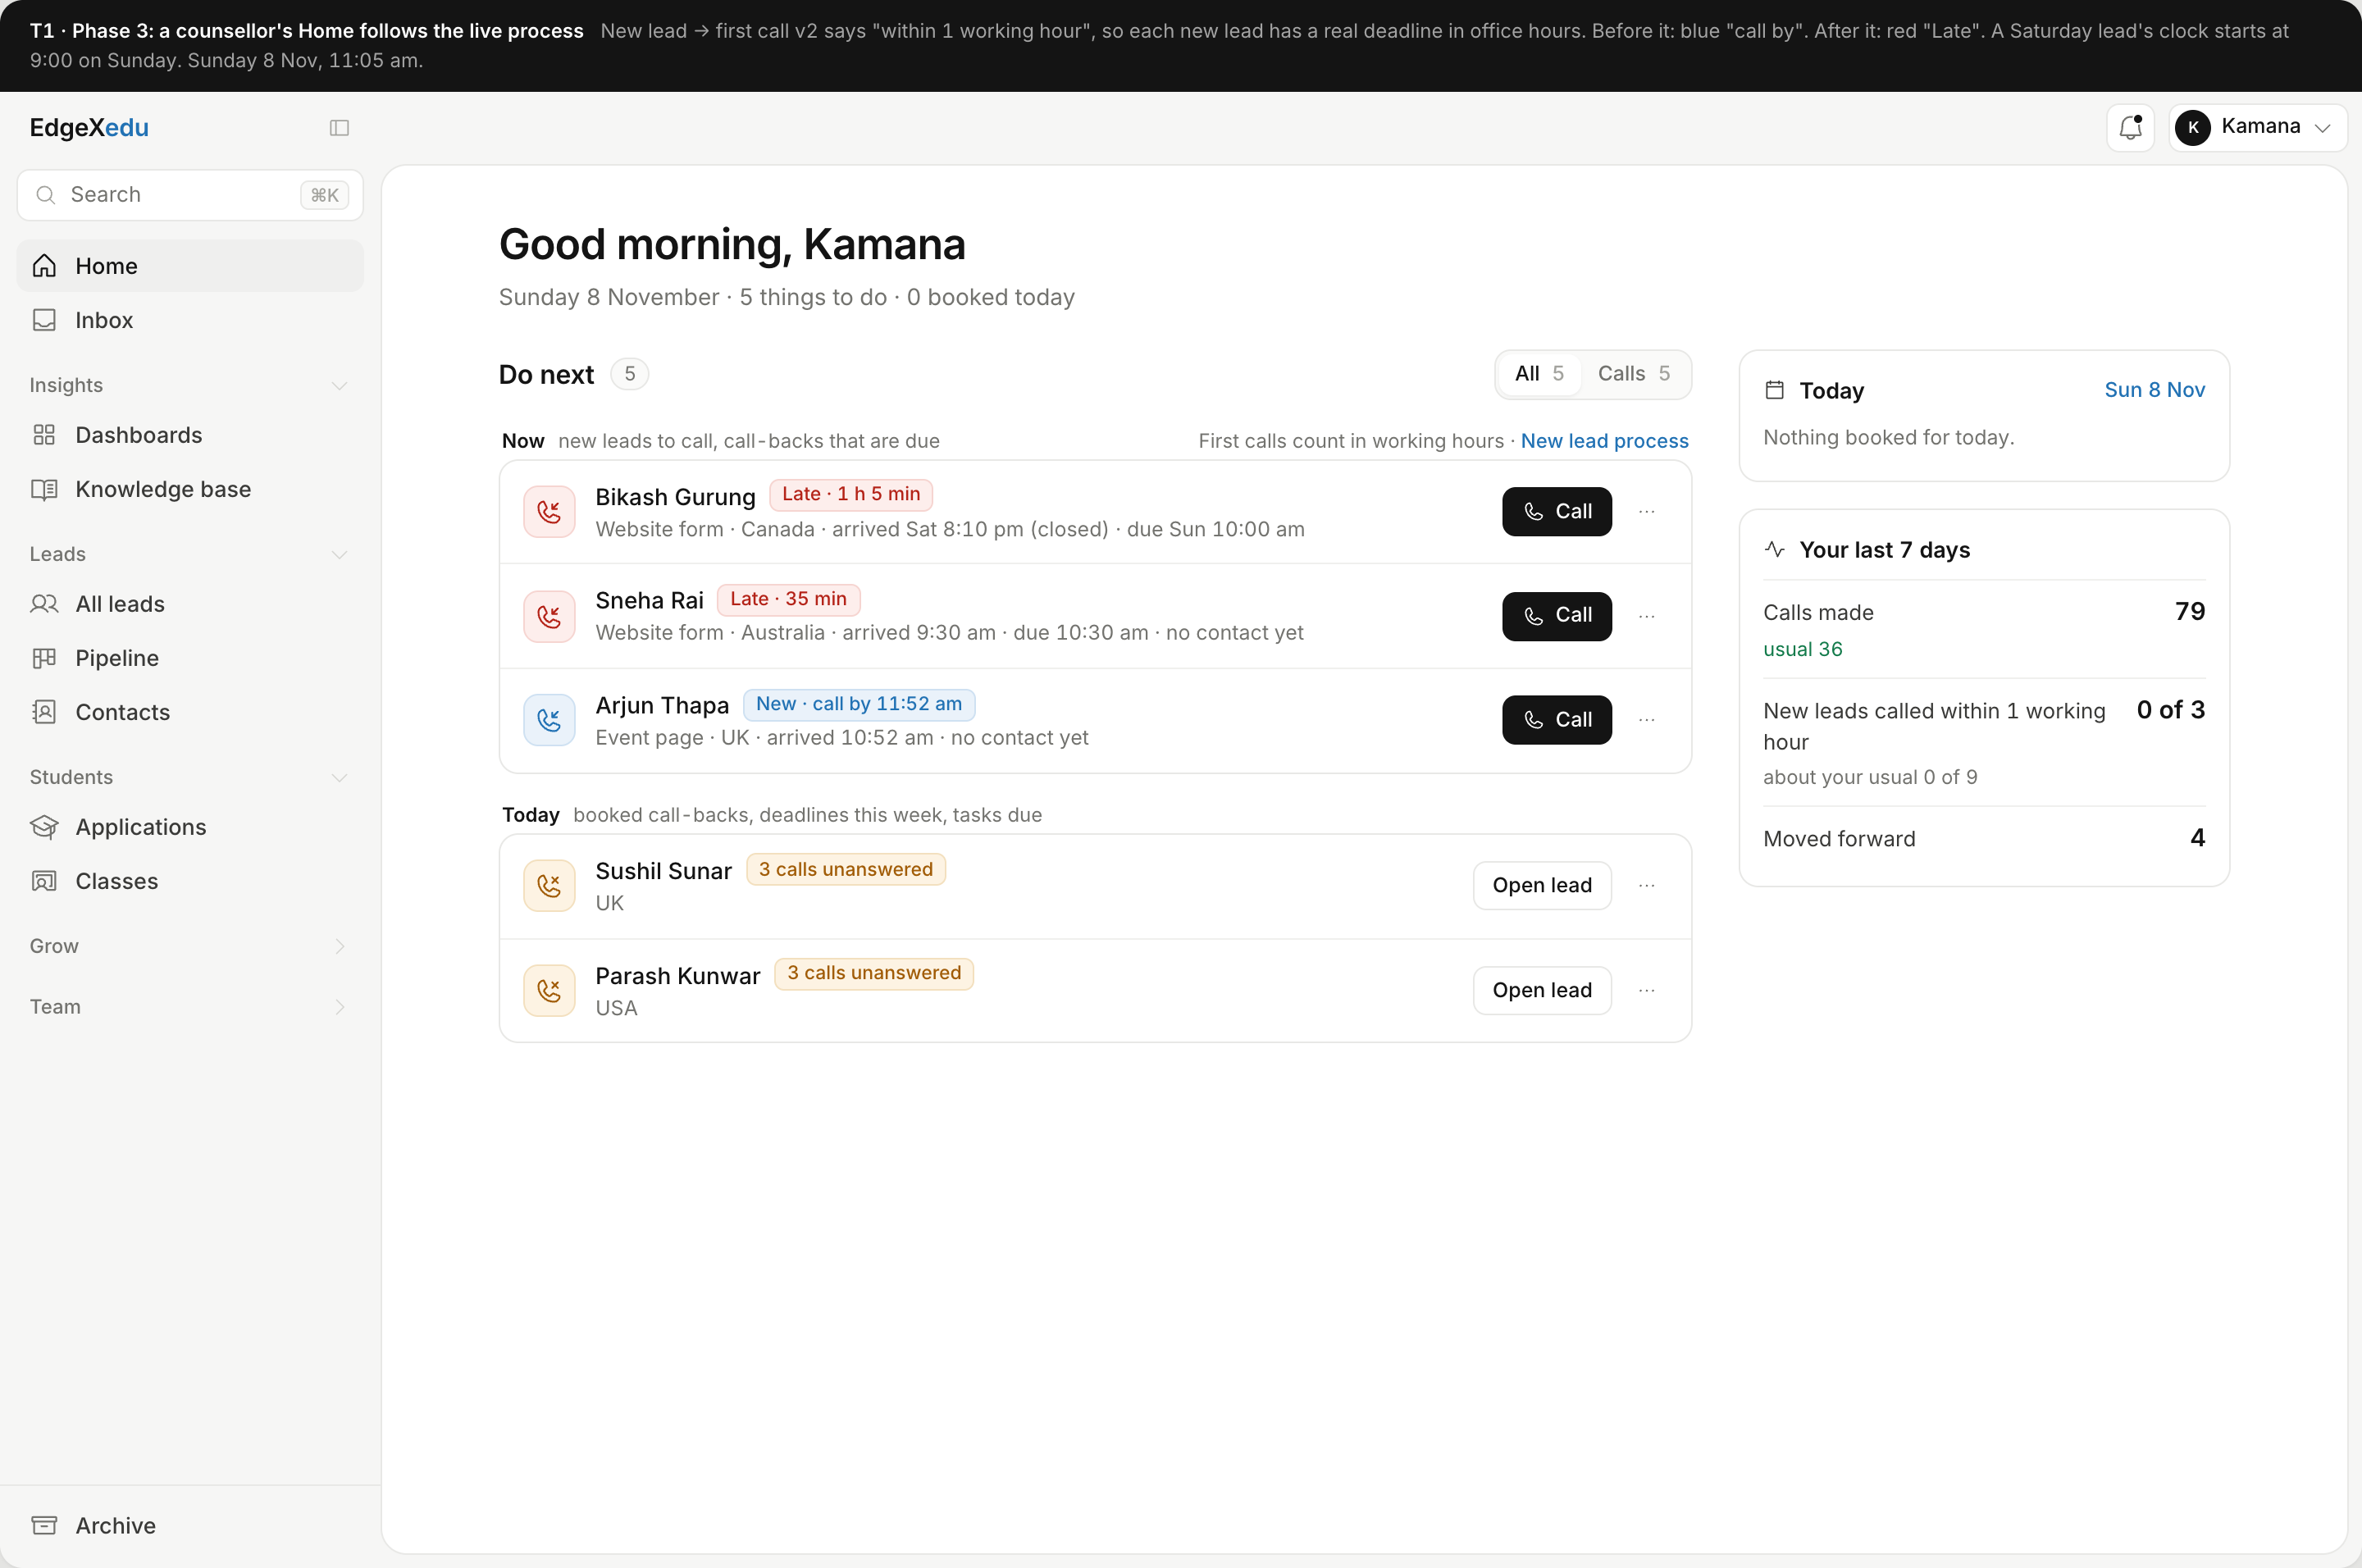 T1 · Phase 3: a counsellor's Home follows the live process New lead → first call v2 says "within 1 working hour", so each new lead has a real deadline in office hours. Before it: blue "call by". After it: red "Late". A Saturday lead's clock starts at
9:00 on Sunday. Sunday 8 Nov, 11:05 am.
EdgeXedu
K Kamana
Search ⌘K
Home
Inbox
Insights
Dashboards
Knowledge base
Leads
All leads
Pipeline
Contacts
Students
Applications
Classes
Grow
Team
Archive
Good morning, Kamana
Sunday 8 November · 5 things to do · 0 booked today
Do next 5
All 5 Calls 5
Now new leads to call, call-backs that are due
First calls count in working hours · New lead process
Bikash Gurung Late · 1 h 5 min
Website form · Canada · arrived Sat 8:10 pm (closed) · due Sun 10:00 am
Call ...
Sneha Rai Late · 35 min
Website form · Australia · arrived 9:30 am · due 10:30 am · no contact yet
Call ...
Arjun Thapa New · call by 11:52 am
Event page · UK · arrived 10:52 am · no contact yet
Call ...
Today booked call-backs, deadlines this week, tasks due
Sushil Sunar 3 calls unanswered
UK
Open lead ...
Parash Kunwar 3 calls unanswered
USA
Open lead ...
Today Sun 8 Nov
Nothing booked for today.
Your last 7 days
Calls made 79
usual 36
New leads called within 1 working 0 of 3
hour
about your usual 0 of 9
Moved forward 4